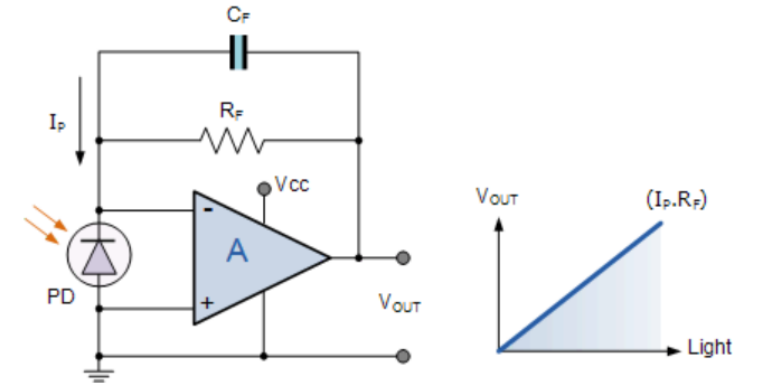 CF
RF
IP
Vcc
-
A
+
PD
VOUT
VOUT
(IP.RF)
Light